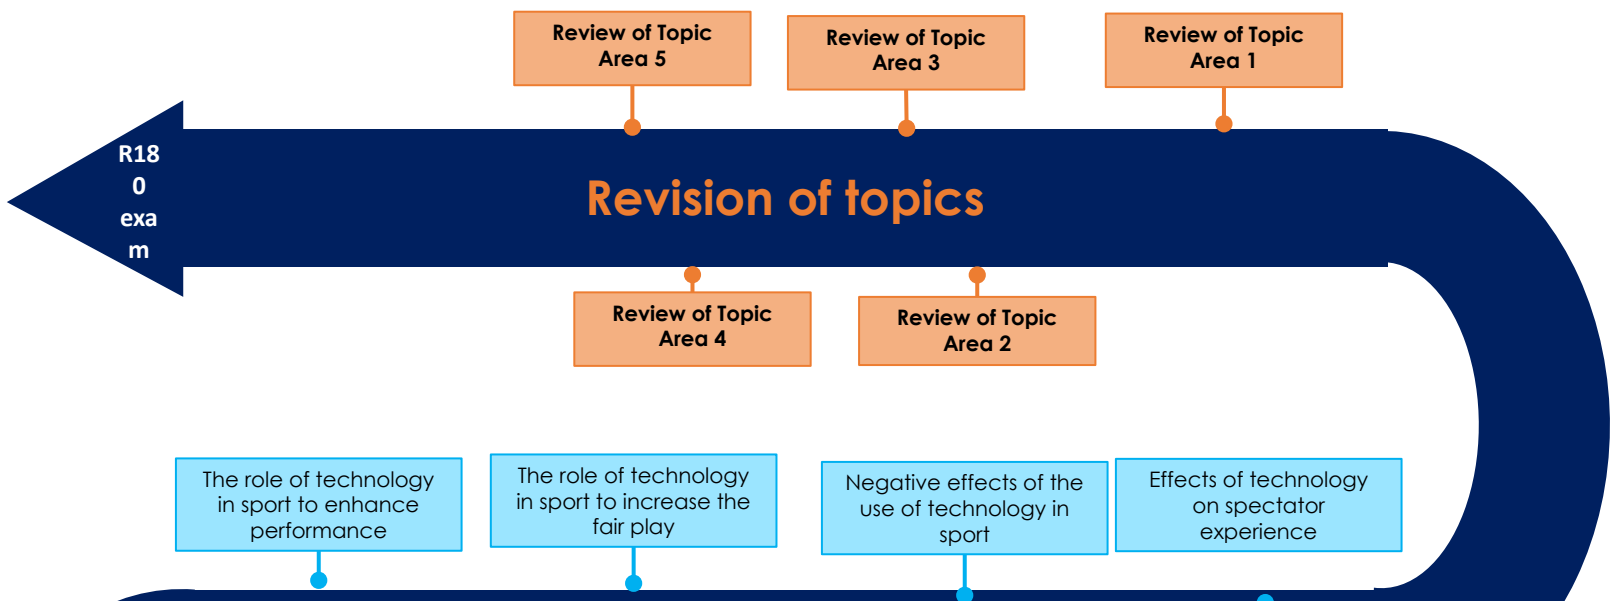 Review of Topic
Area 5
Review of Topic
Area 3
Review of Topic
Area 1
R18
0
exa
m
Revision of topics
Review of Topic
Area 4
Review of Topic
Area 2
The role of technology
in sport to enhance
performance
The role of technology
in sport to increase the
fair play
Negative effects of the
use of technology in
sport
Effects of technology
on spectator
experience